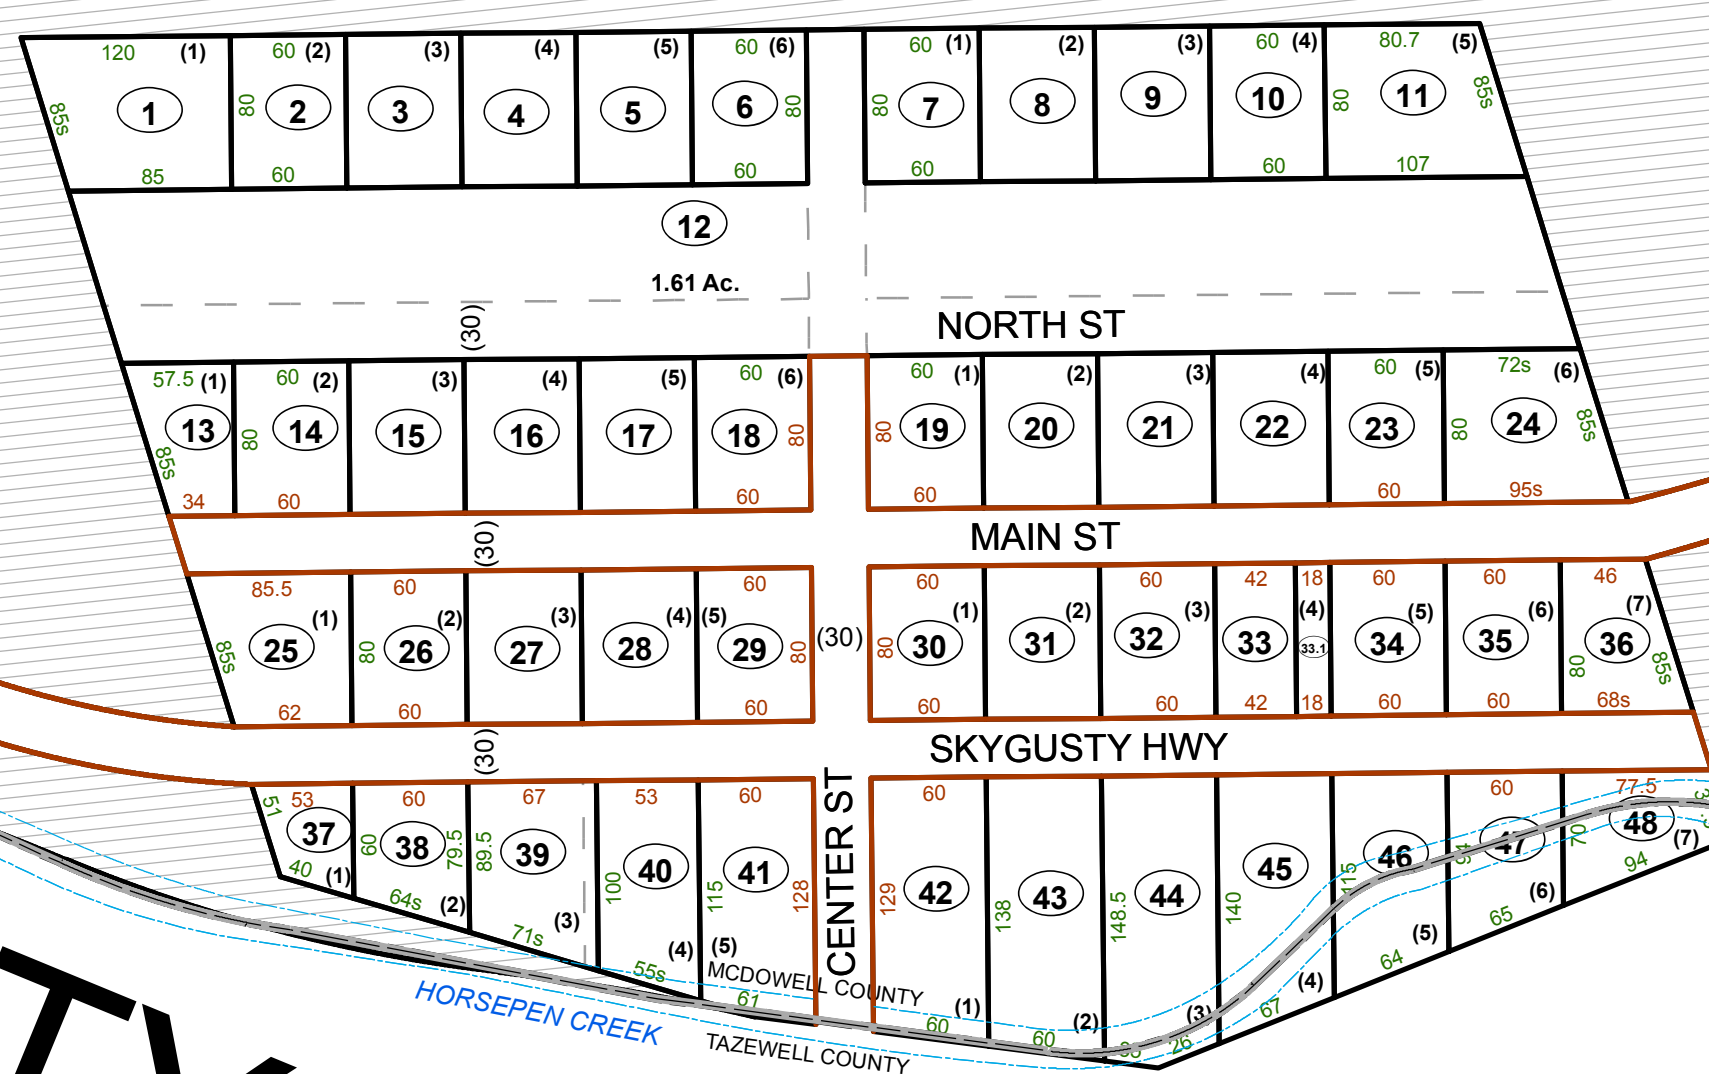 120 (1) 60 (2) (3) (4) (5) 60 (6) 60 (1) (2) (3) 60 (4) 80.7 (5)
85s 1 80 2 3 4 5 6 80 80 7 8 9 10 80 11 85s
85 60 60 60 60 107
12
1.61 Ac.
(30) NORTH ST
57.5 (1) 60 (2) (3) (4) (5) 60 (6) 60 (1) (2) (3) (4) 60 (5) 72s (6)
85s 13 80 14 15 16 17 18 80 80 19 20 21 22 23 80 24 85s
34 60 60 60 60 95s
(30) MAIN ST
85.5 60 60 60 60 42 18 60 60 46
(1) (2) (3) (4) (5) (1) (2) (3) (4) (5) (6) (7)
85s 25 80 26 27 28 29 80 (30) 80 30 31 32 33 33.1 34 35 80 36 85s
62 60 60 60 60 42 18 60 60 68s
(30) SKYGUSTY HWY
51 53 60 67 53 60 60 60 77.5
37 60 38 79.5 89.5 39 40 41 42 43 44 45 46 47 70 48
40 (1) 64s (2) 71s (3) 100 115 128 CENTER ST 129 138 148.5 140 115 94 (7)
(4) (5) (5) 65 (6)
55s MCDOWELL COUNTY (4) 64
61 (1) (2) (3) 67
60 60 26
HORSEPEN CREEK
TAZEWELL COUNTY
TY